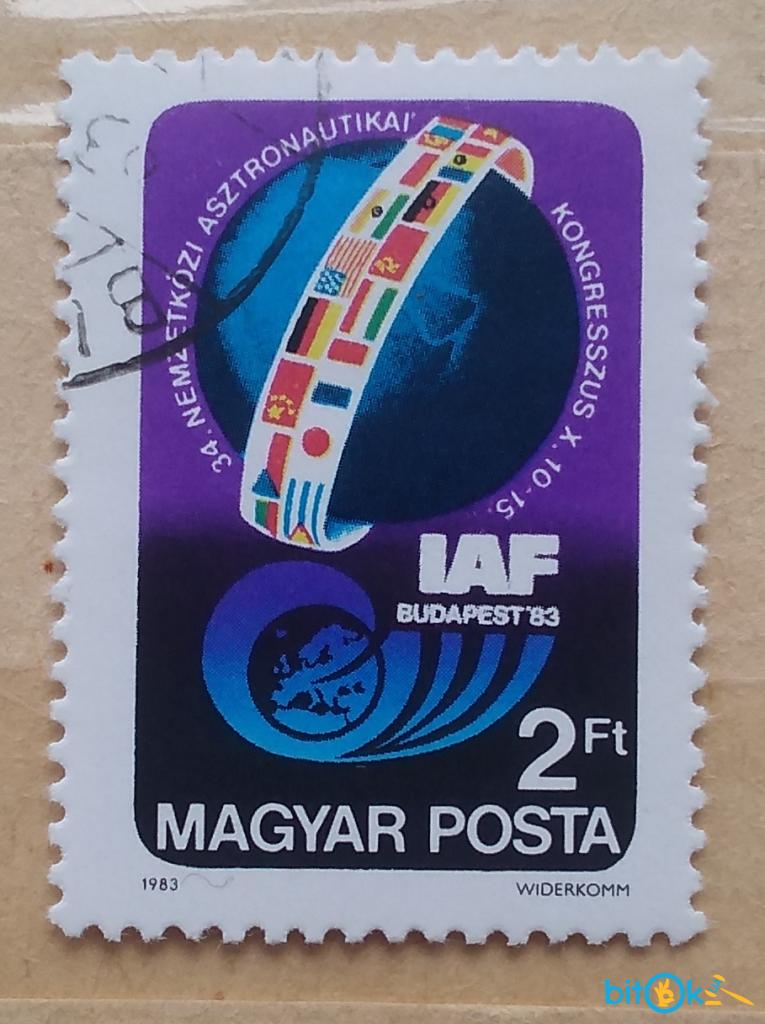 34. NEMZETKÖZI ASZTRONAUTIKAI KONGRESSZUS X. 10-15.
IAF
BUDAPEST'83
2Ft
MAGYAR POSTA
1983 WIDERKOMM
bitOk